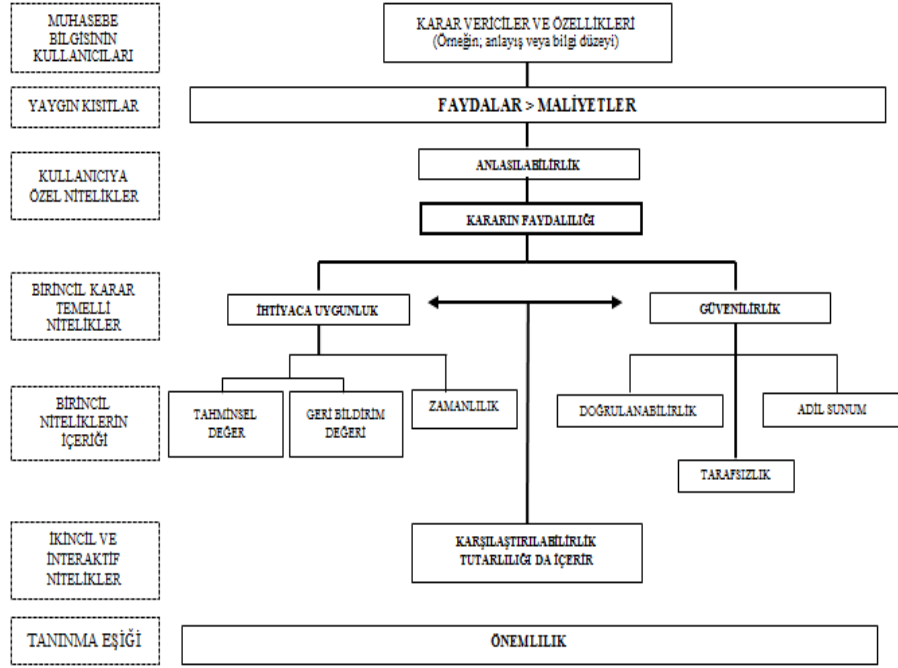 MUHASEBE
BİLGİSİNİN
KULLANICILARI
KARAR VERİCİLER VE ÖZELLİKLERİ
(Örneğin; anlayış veya bilgi düzeyi)
YAYGIN KISITLAR
FAYDALAR > MALİYETLER
KULLANICIYA
ÖZEL NİTELİKLER
ANLASILABİLİRLİK
KARARIN FAYDALILIĞI
BİRİNCİL KARAR
TEMELLİ
NİTELİKLER
İHTİYACA UYGUNLUK
GÜVENİLİRLİK
BİRİNCİL
NİTELİKLERİN
İÇERİĞİ
TAHMİNSEL
DEĞER
GERİ BİLDİRİM
DEĞERİ
ZAMANLILIK
DOĞRULANABİLİRLİK
ADİL SUNUM
TARAFSIZLIK
İKİNCİL VE
İNTERAKTİF
NİTELİKLER
KARŞILAŞTIRILABİLİRLİK
TUTARLILIĞI DA İÇERİR
TANINMA EŞİĞİ
ÖNEMLILIK